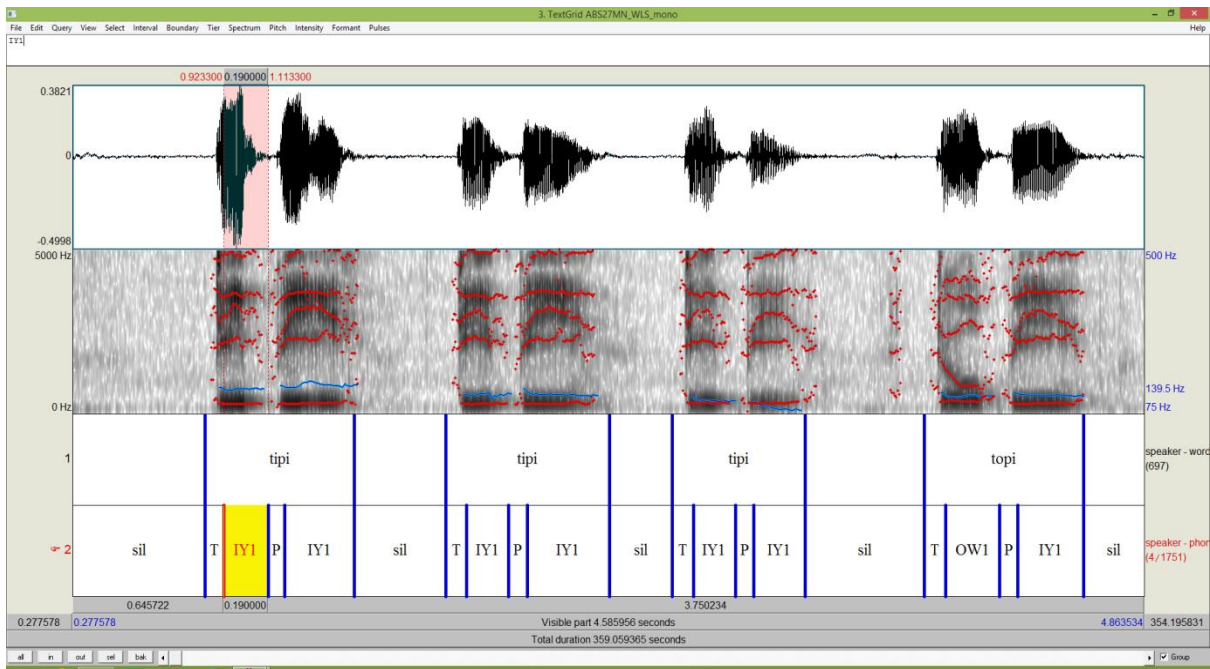 3. TextGrid ABS27MN_WLS_mono
File Edit Query View Select Interval Boundary Tier Spectrum Pitch Intensity Formant Pulses Help
IY1
0.923300 0.190000 1.113300
0.3821
0
-0.4998
5000 Hz 500 Hz
139.5 Hz
0 Hz 75 Hz
1 tipi tipi tipi topi speaker - word
(697)
2 sil T IY1 P IY1 sil T IY1 P IY1 sil T IY1 P IY1 sil T OW1 P IY1 sil speaker - phon
(4/1751)
0.645722 0.190000 3.750234
0.277578 0.277578 Visible part 4.585956 seconds 4.863534 354.195831
Total duration 359.059365 seconds
all in out sel bak Group